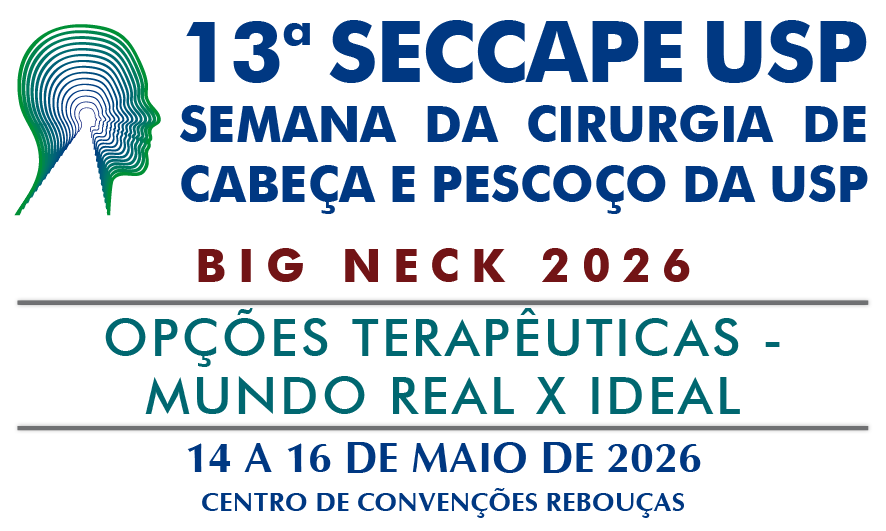 13ª SECCAPE USP
SEMANA DA CIRURGIA DE
CABEÇA E PESCOÇO DA USP
BIG NECK 2026
OPÇÕES TERAPÊUTICAS -
MUNDO REAL X IDEAL
14 A 16 DE MAIO DE 2026
CENTRO DE CONVENÇÕES REBOUÇAS